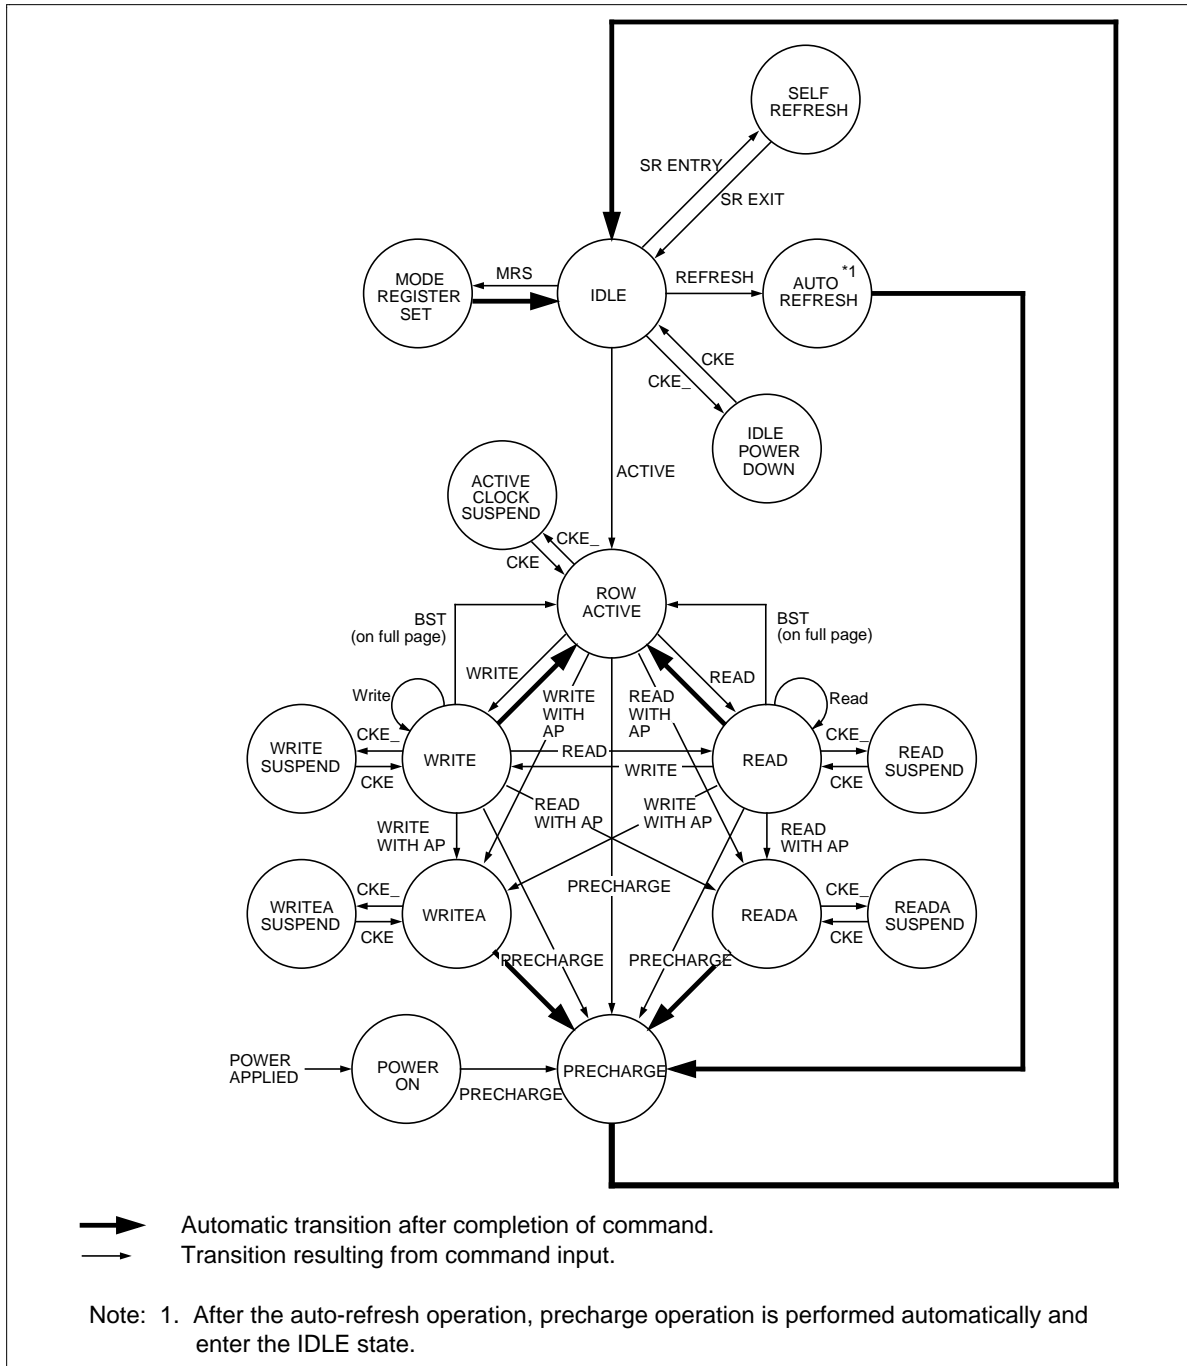 SELF
REFRESH
SR ENTRY
SR EXIT
MODE
REGISTER
SET
MRS
IDLE
REFRESH
*1
AUTO
REFRESH
CKE
CKE_
IDLE
POWER
DOWN
ACTIVE
ACTIVE
CLOCK
SUSPEND
CKE_
CKE
ROW
ACTIVE
BST
(on full page)
BST
(on full page)
WRITE
WRITE
WITH
AP
READ
WITH
AP
READ
Write
Read
WRITE
SUSPEND
CKE_
CKE
WRITE
READ
WRITE
READ
CKE_
CKE
READ
SUSPEND
WRITE
WITH AP
READ
WITH AP
WRITE
WITH AP
READ
WITH AP
PRECHARGE
WRITEA
SUSPEND
CKE_
CKE
WRITEA
READA
CKE_
CKE
READA
SUSPEND
PRECHARGE
PRECHARGE
POWER
APPLIED
POWER
ON
PRECHARGE
PRECHARGE
Automatic transition after completion of command.
Transition resulting from command input.
Note: 1. After the auto-refresh operation, precharge operation is performed automatically and
enter the IDLE state.